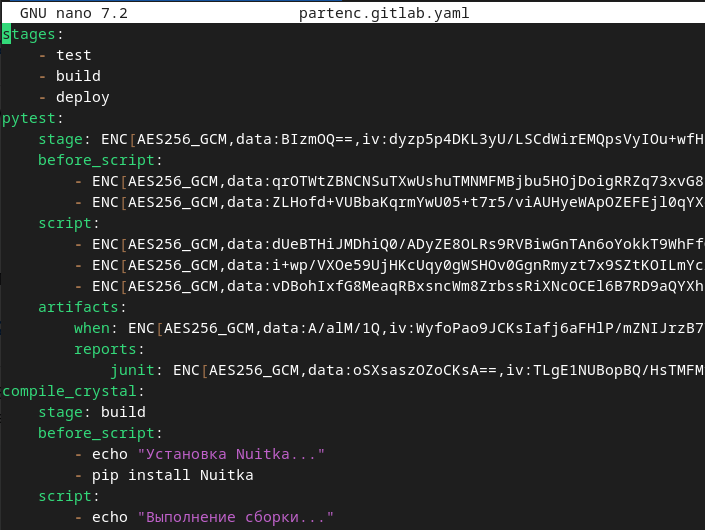 GNU nano 7.2 partenc.gitlab.yaml
stages:
- test
- build
- deploy
pytest:
stage: ENC[AES256_GCM,data:BIzmOQ==,iv:dyzp5p4DKL3yU/LSCdWirEMQpsVyIOu+wfH
before_script:
- ENC[AES256_GCM,data:qrOTWtZBNCNSuTXwUshuTMNMFMBjbu5HOjDoigRRZq73xvG8
- ENC[AES256_GCM,data:ZLHofd+VUBbaKqrmYwU05+t7r5/viAUHyeWApOZEFEjl0qYX
script:
- ENC[AES256_GCM,data:dUeBTHiJMDhiQ0/ADyZE8OLRs9RVBiwGnTAn6oYokkT9WhFf
- ENC[AES256_GCM,data:i+wp/VXOe59UjHKcUqy0gWSHOv0GgnRmyzt7x9SZtKOILmYc
- ENC[AES256_GCM,data:vDBohIxfG8MeaqRBxsncWm8ZrbssRiXNcOCEl6B7RD9aQYXh
artifacts:
when: ENC[AES256_GCM,data:A/alM/1Q,iv:WyfoPao9JCKsIafj6aFHlP/mZNIJrzB7
reports:
junit: ENC[AES256_GCM,data:oSXsaszOZoCKsA==,iv:TLgE1NUBopBQ/HsTMFM
compile_crystal:
stage: build
before_script:
- echo "Установка Nuitka..."
- pip install Nuitka
script:
- echo "Выполнение сборки..."